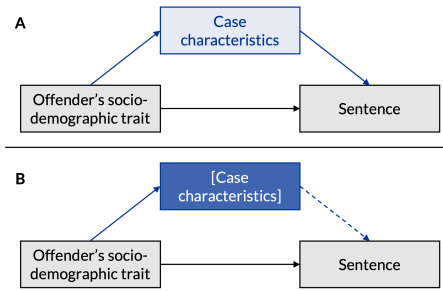 A
Case
characteristics
Offender's socio-
demographic trait
Sentence
B
[Case
characteristics]
Offender's socio-
demographic trait
Sentence